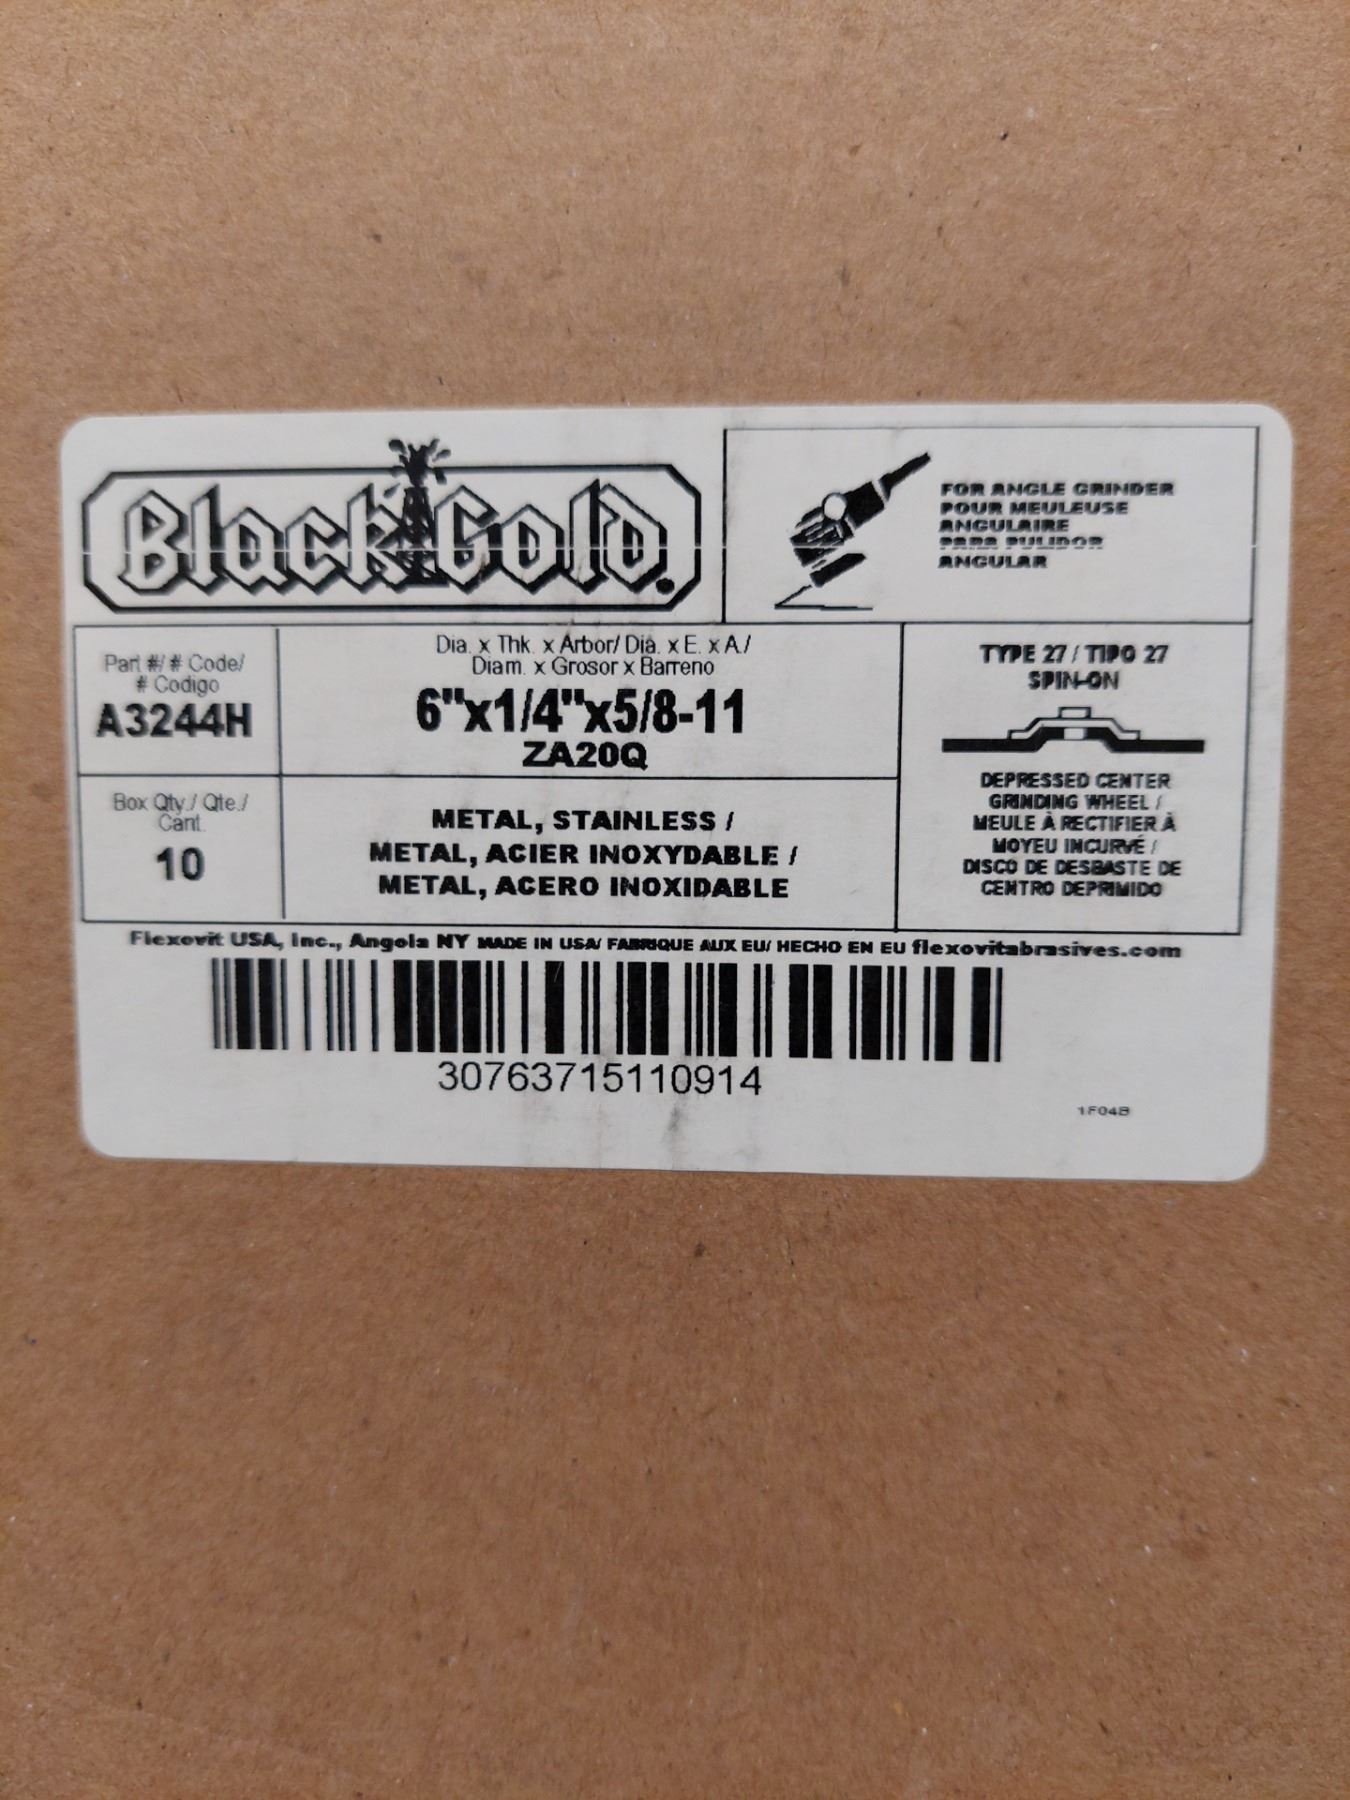 Black Gold.
FOR ANGLE GRINDER
POUR MEULEUSE
ANGULAIRE
PARA PULIDOR
ANGULAR
Part #/ # Code/
# Codigo
A3244H
Dia. x Thk. x Arbor/ Dia. x E. x A./
Diam. x Grosor x Barreno
6"x1/4"x5/8-11
ZA20Q
TYPE 27 / TIPO 27
SPIN-ON
Box Qty./ Qte./
Cant.
10
METAL, STAINLESS /
METAL, ACIER INOXYDABLE /
METAL, ACERO INOXIDABLE
DEPRESSED CENTER
GRINDING WHEEL /
MEULE À RECTIFIER À
MOYEU INCURVÉ /
DISCO DE DESBASTE DE
CENTRO DEPRIMIDO
Flexovit USA, Inc., Angola NY MADE IN USA/ FABRIQUE AUX EU/ HECHO EN EU flexovitabrasives.com
30763715110914
1F04B